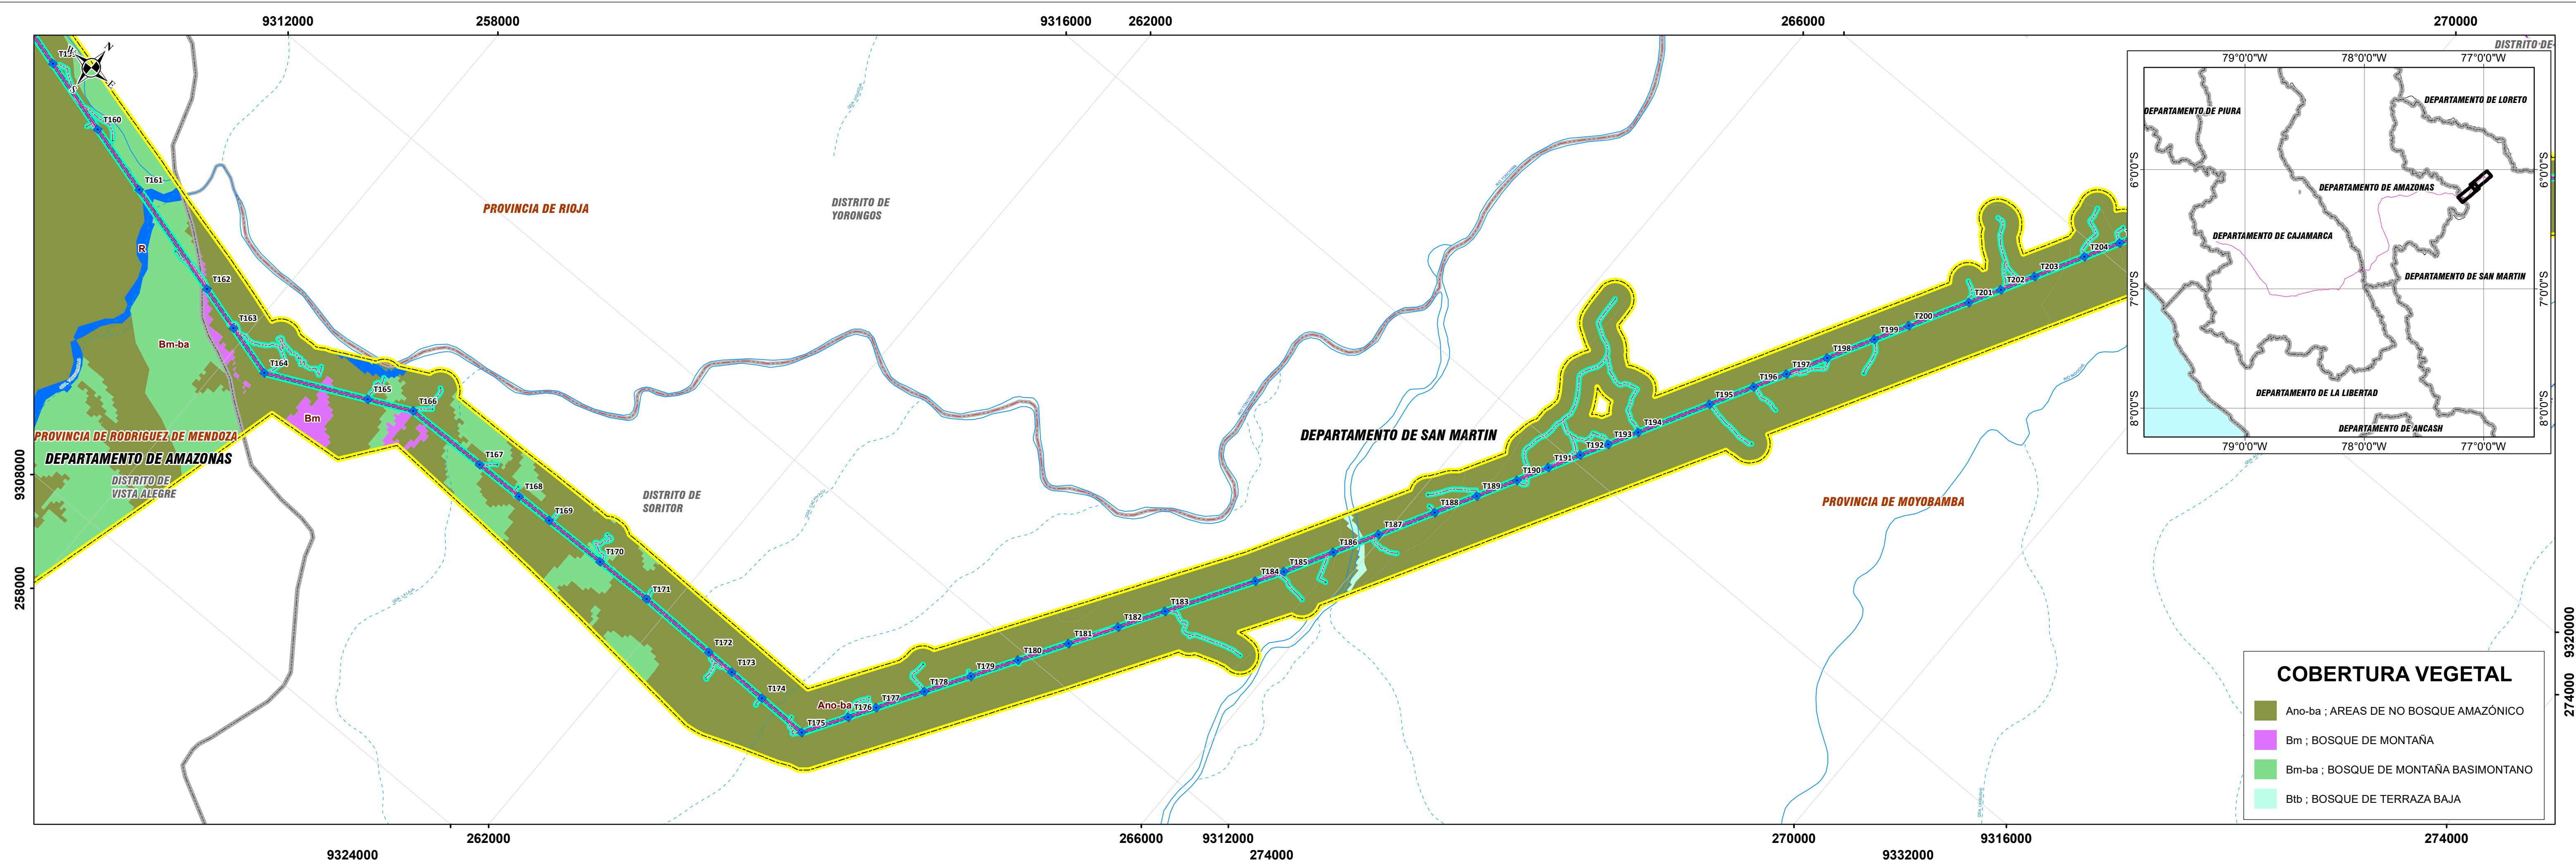 9312000
258000
9316000
262000
266000
270000
N
E
S
T160
T161
T162
T163
T164
T165
T166
T167
T168
T169
T170
T171
T172
T173
T174
T175
T176
T177
T178
T179
T180
T181
T182
T183
T184
T185
T186
T187
T188
T189
T190
T191
T192
T193
T194
T195
T196
T197
T198
T199
T200
T201
T202
T203
T204
R
Bm-ba
Bm
Ano-ba
PROVINCIA DE RIOJA
DISTRITO DE
YORONGOS
PROVINCIA DE RODRIGUEZ DE MENDOZA
DEPARTAMENTO DE AMAZONAS
DISTRITO DE
VISTA ALEGRE
DISTRITO DE
SORITOR
DEPARTAMENTO DE SAN MARTIN
PROVINCIA DE MOYOBAMBA
DISTRITO DE
79°0'0"W
78°0'0"W
77°0'0"W
DEPARTAMENTO DE LORETO
DEPARTAMENTO DE PIURA
6°0'0"S
6°0'0"S
DEPARTAMENTO DE AMAZONAS
DEPARTAMENTO DE CAJAMARCA
DEPARTAMENTO DE SAN MARTIN
7°0'0"S
7°0'0"S
DEPARTAMENTO DE LA LIBERTAD
8°0'0"S
8°0'0"S
DEPARTAMENTO DE ANCASH
79°0'0"W
78°0'0"W
77°0'0"W
9308000
258000
9320000
274000
COBERTURA VEGETAL
Ano-ba ; AREAS DE NO BOSQUE AMAZÓNICO
Bm ; BOSQUE DE MONTAÑA
Bm-ba ; BOSQUE DE MONTAÑA BASIMONTANO
Btb ; BOSQUE DE TERRAZA BAJA
262000
266000
9312000
270000
9316000
274000
9324000
274000
9332000